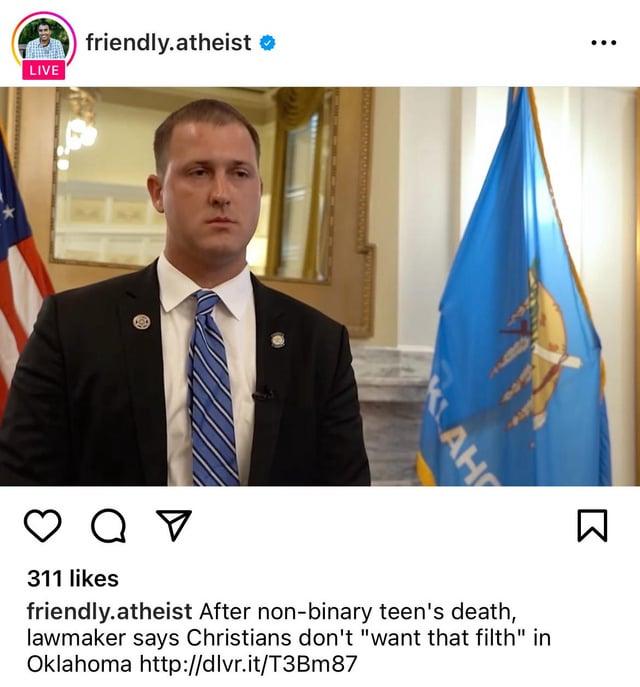 friendly.atheist
LIVE
KLAHO
311 likes
friendly.atheist After non-binary teen's death,
lawmaker says Christians don't "want that filth" in
Oklahoma http://dlvr.it/T3Bm87